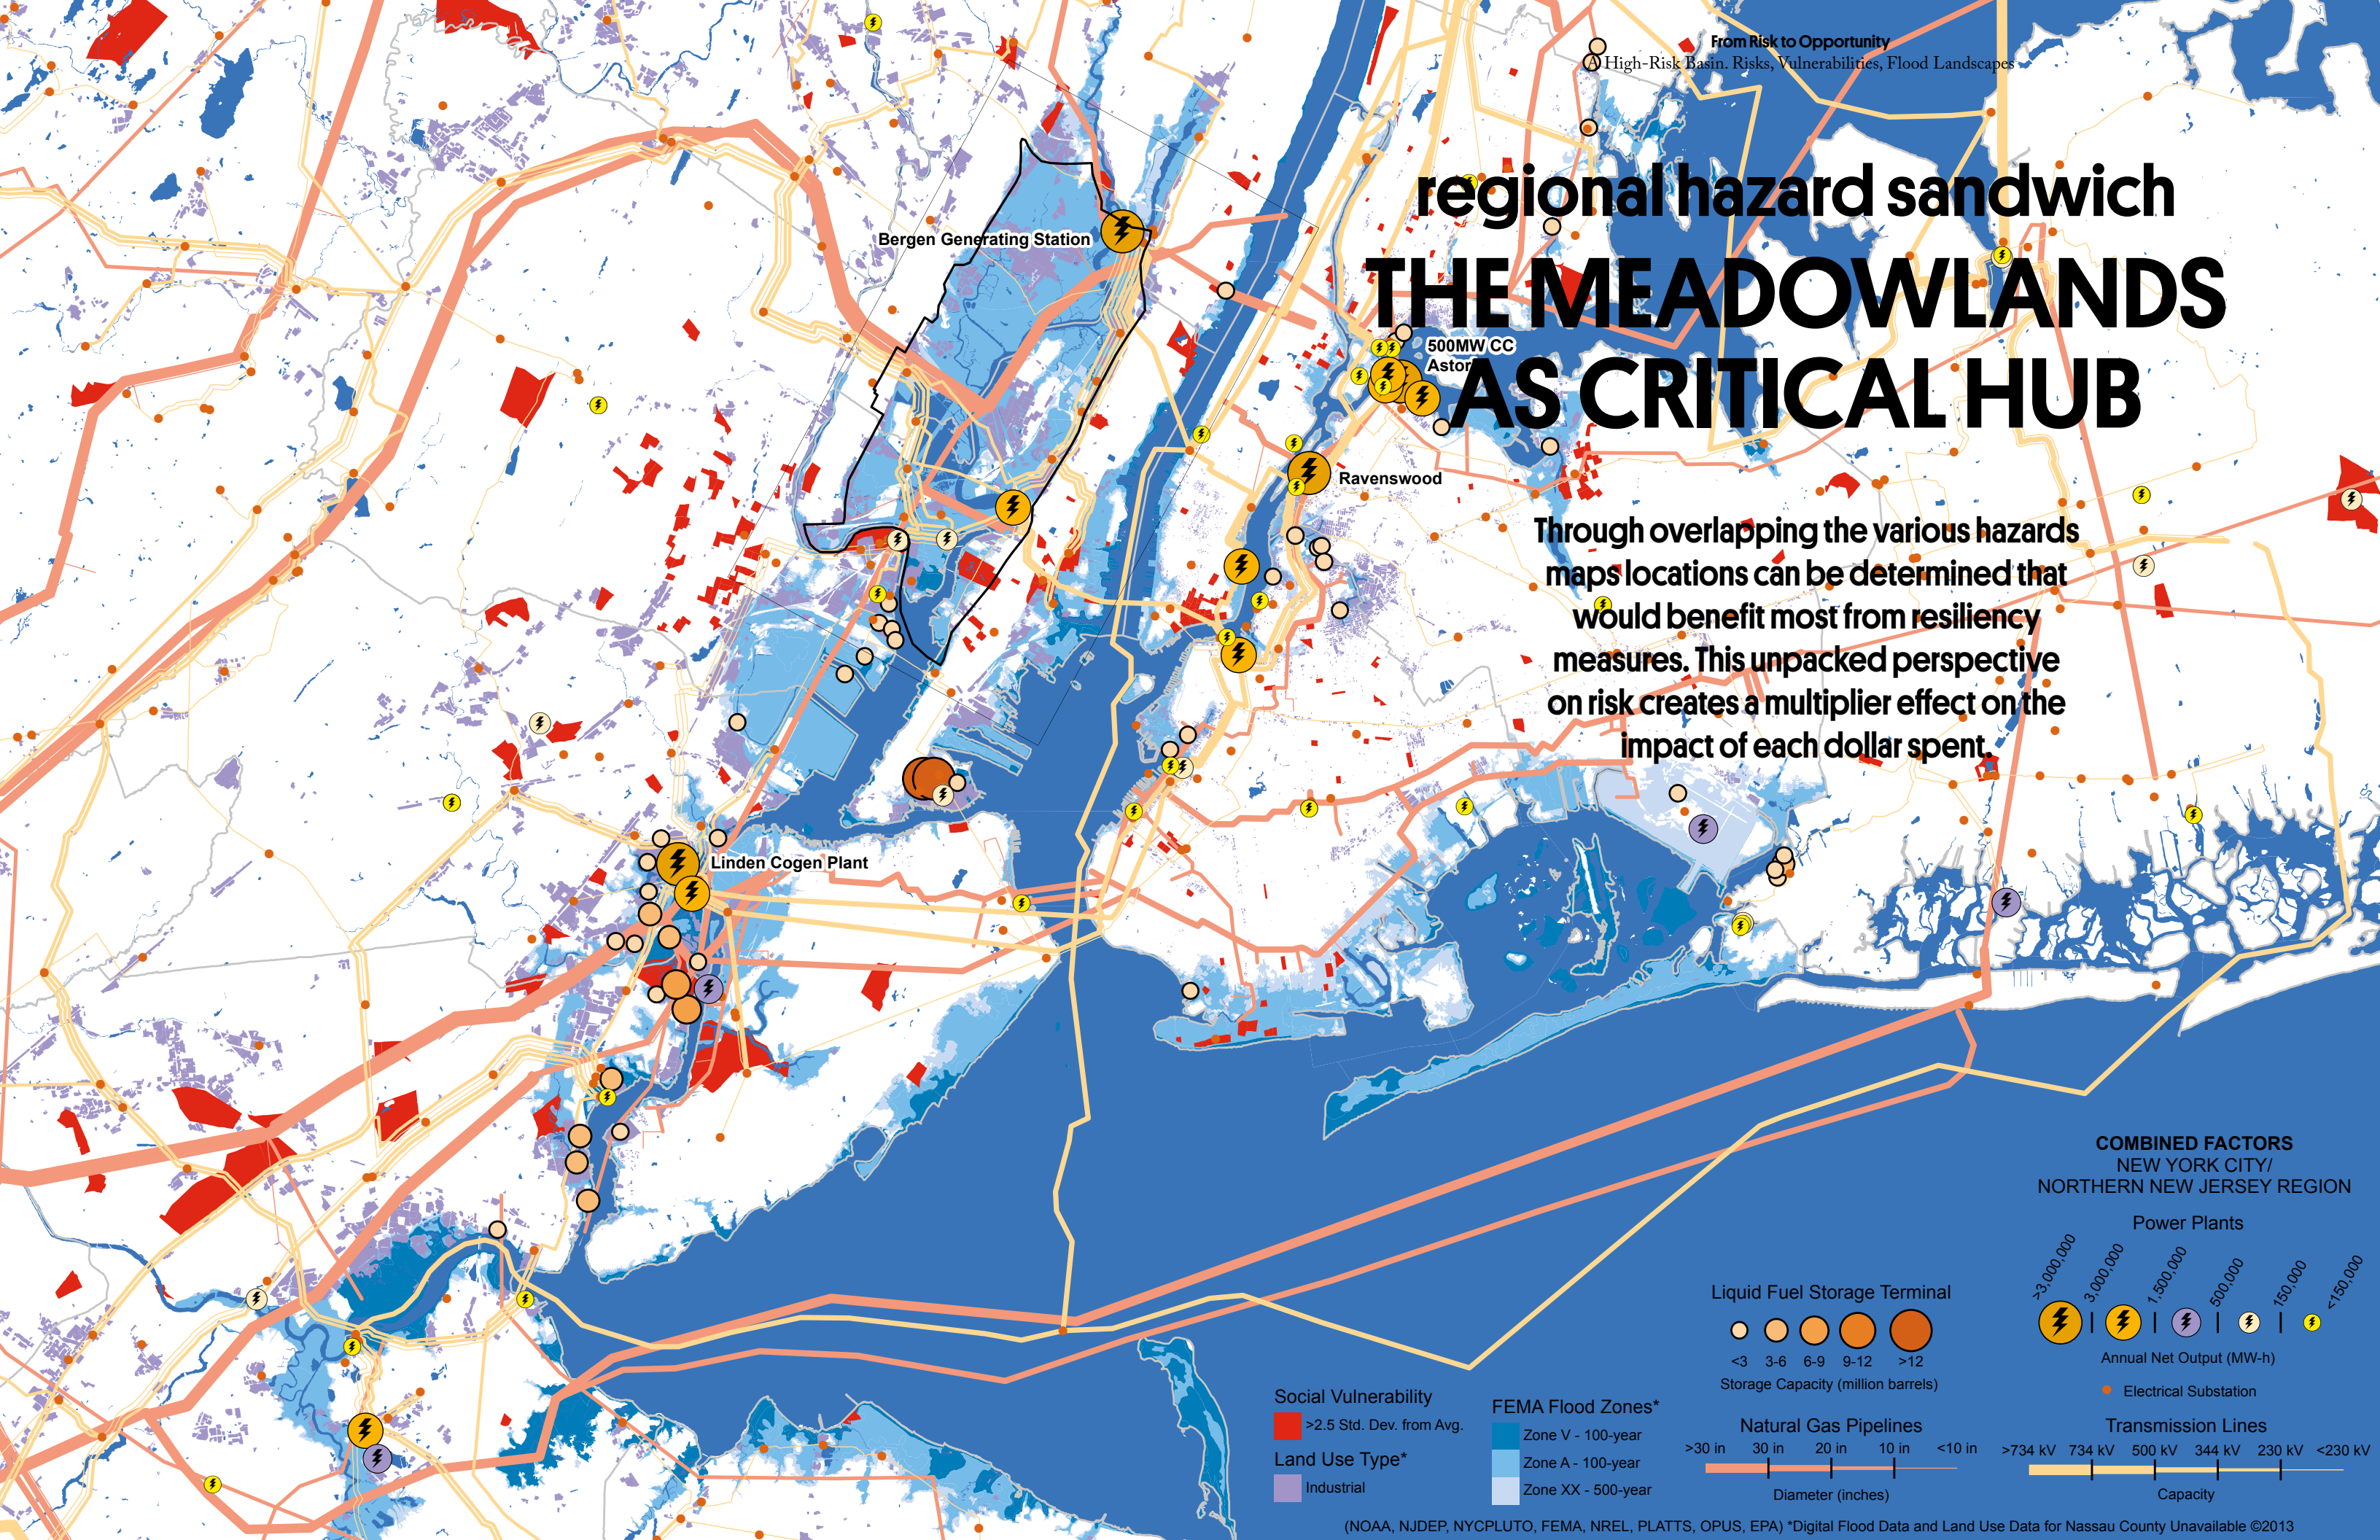 From Risk to Opportunity
A High-Risk Basin. Risks, Vulnerabilities, Flood Landscapes
regional hazard sandwich
THE MEADOWLANDS
AS CRITICAL HUB
Through overlapping the various hazards
maps locations can be determined that
would benefit most from resiliency
measures. This unpacked perspective
on risk creates a multiplier effect on the
impact of each dollar spent.
Bergen Generating Station
500MW CC
Astor
Ravenswood
Linden Cogen Plant
COMBINED FACTORS
NEW YORK CITY/
NORTHERN NEW JERSEY REGION
Power Plants
>3,000,000
3,000,000
1,500,000
500,000
150,000
<150,000
Annual Net Output (MW-h)
Electrical Substation
Liquid Fuel Storage Terminal
<3 3-6 6-9 9-12 >12
Storage Capacity (million barrels)
Natural Gas Pipelines
>30 in 30 in 20 in 10 in <10 in
Diameter (inches)
Transmission Lines
>734 kV 734 kV 500 kV 344 kV 230 kV <230 kV
Capacity
Social Vulnerability
>2.5 Std. Dev. from Avg.
Land Use Type*
Industrial
FEMA Flood Zones*
Zone V - 100-year
Zone A - 100-year
Zone XX - 500-year
(NOAA, NJDEP, NYCPLUTO, FEMA, NREL, PLATTS, OPUS, EPA) *Digital Flood Data and Land Use Data for Nassau County Unavailable ©2013